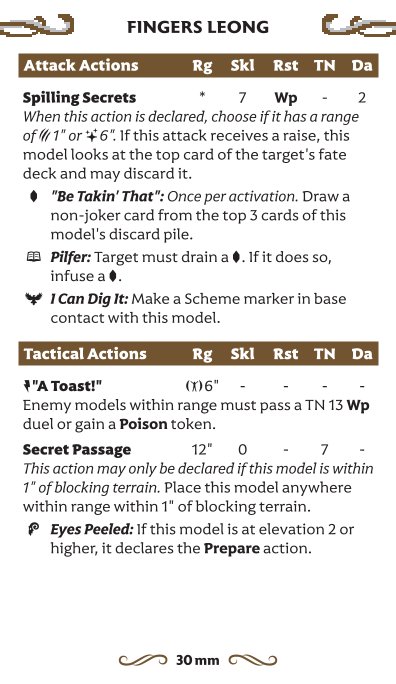 FINGERS LEONG
Attack Actions Rg Skl Rst TN Da
Spilling Secrets * 7 Wp - 2
When this action is declared, choose if it has a range
of 1" or 6". If this attack receives a raise, this
model looks at the top card of the target's fate
deck and may discard it.
"Be Takin' That": Once per activation. Draw a
non-joker card from the top 3 cards of this
model's discard pile.
Pilfer: Target must drain a . If it does so,
infuse a .
I Can Dig It: Make a Scheme marker in base
contact with this model.
Tactical Actions Rg Skl Rst TN Da
"A Toast!" 6" - - - -
Enemy models within range must pass a TN 13 Wp
duel or gain a Poison token.
Secret Passage 12" 0 - 7 -
This action may only be declared if this model is within
1" of blocking terrain. Place this model anywhere
within range within 1" of blocking terrain.
Eyes Peeled: If this model is at elevation 2 or
higher, it declares the Prepare action.
30 mm